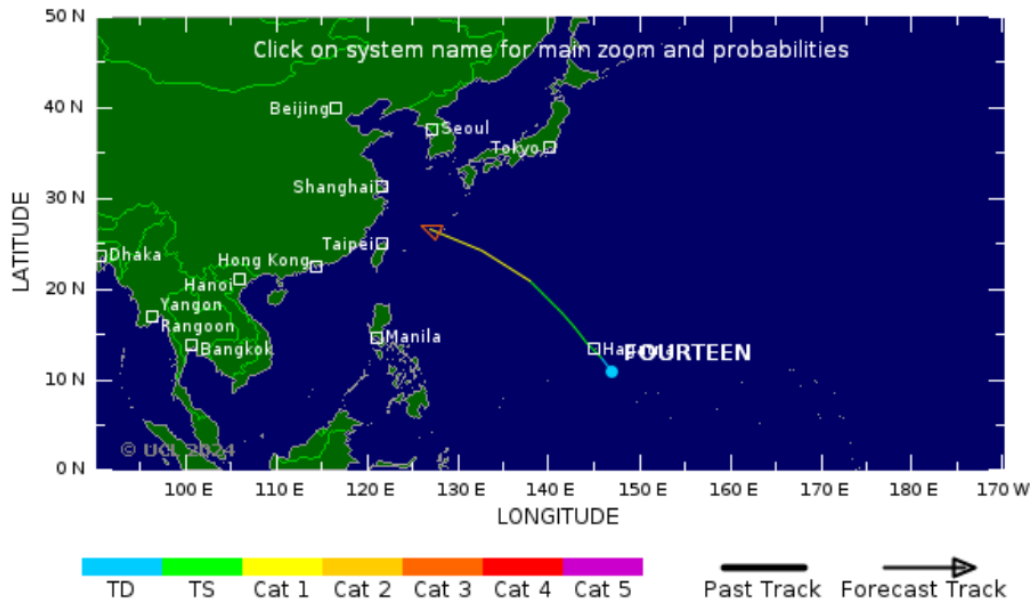 50 N
Click on system name for main zoom and probabilities
40 N
Beijing
Seoul
Tokyo
Shanghai
30 N
Taipei
Dhaka
Hong Kong
Hanoi
20 N
Yangon
Rangoon
Manila
Bangkok
FOURTEEN
10 N
© UCL 2024
0 N
LATITUDE
100 E 110 E 120 E 130 E 140 E 150 E 160 E 170 E 180 E 170 W
LONGITUDE
TD TS Cat 1 Cat 2 Cat 3 Cat 4 Cat 5 Past Track Forecast Track